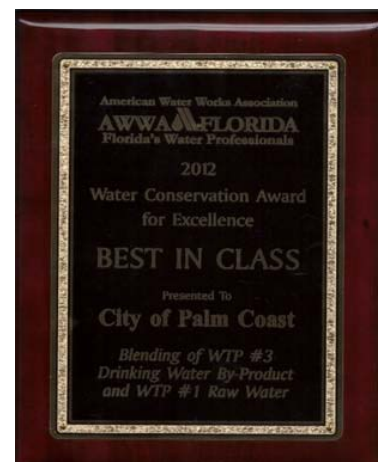 American Water Works Association
AWWA FLORIDA
Florida's Water Professionals
2012
Water Conservation Award
for Excellence
BEST IN CLASS
Presented To
City of Palm Coast
Blending of WTP #3
Drinking Water By-Product
and WTP #1 Raw Water